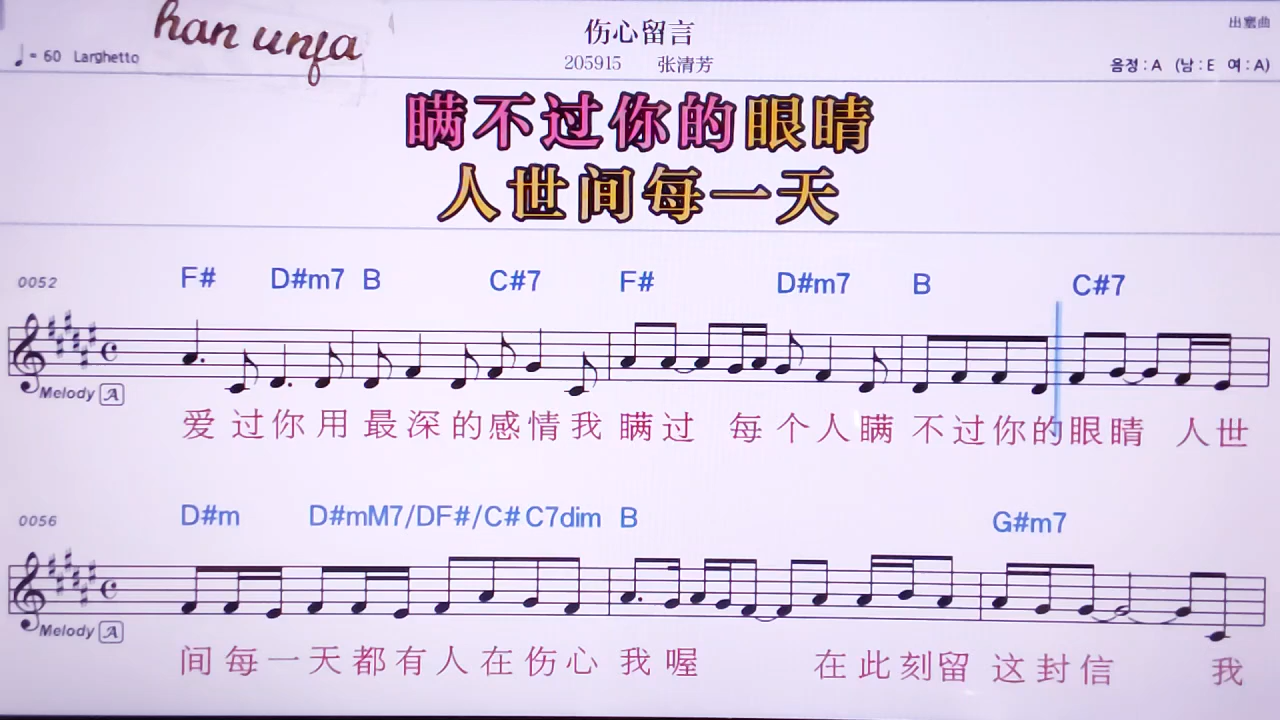 han unfa
伤心留言
出塞曲
♩= 60 Larghetto
205915 张清芳
음정 : A (남 : E 여 : A)
瞒不过你的眼睛
人世间每一天
0052
F# D#m7 B C#7 F# D#m7 B C#7
Melody A
爱过你用最深的感情我瞒过 每个人瞒不过你的眼睛 人世
0056
D#m D#mM7/DF#/C# C7dim B G#m7
Melody A
间每一天都有人在伤心我喔 在此刻留这封信 我